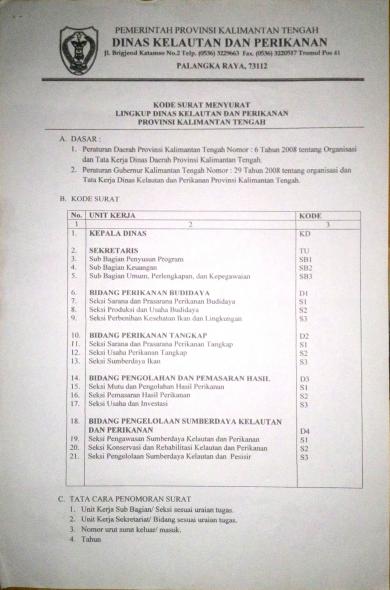 PEMERINTAH PROVINSI KALIMANTAN TENGAH
DINAS KELAUTAN DAN PERIKANAN
Jl. Brigjend Katamso No.2 Telp. (0536) 3229663 Fax. (0536) 3220517 Tromol Pos 41
PALANGKA RAYA, 73112
KODE SURAT MENYURAT
LINGKUP DINAS KELAUTAN DAN PERIKANAN
PROVINSI KALIMANTAN TENGAH
A. DASAR :
1. Peraturan Daerah Provinsi Kalimantan Tengah Nomor : 6 Tahun 2008 tentang Organisasi
dan Tata Kerja Dinas Daerah Provinsi Kalimantan Tengah.
2. Peraturan Gubernur Kalimantan Tengah Nomor : 29 Tahun 2008 tentang organisasi dan
Tata Kerja Dinas Kelautan dan Perikanan Provinsi Kalimantan Tengah.
B. KODE SURAT
No. UNIT KERJA KODE
1 2 3
1. KEPALA DINAS KD
2. SEKRETARIS TU
3. Sub Bagian Penyusun Program SB1
4. Sub Bagian Keuangan SB2
5. Sub Bagian Umum, Perlengkapan, dan Kepegawaian SB3
6. BIDANG PERIKANAN BUDIDAYA D1
7. Seksi Sarana dan Prasarana Perikanan Budidaya S1
8. Seksi Produksi dan Usaha Budidaya S2
9. Seksi Perbenihan Kesehatan Ikan dan Lingkungan S3
10. BIDANG PERIKANAN TANGKAP D2
11. Seksi Sarana dan Prasarana Perikanan Tangkap S1
12. Seksi Usaha Perikanan Tangkap S2
13. Seksi Sumberdaya Ikan S3
14. BIDANG PENGOLAHAN DAN PEMASARAN HASIL D3
15. Seksi Mutu dan Pengolahan Hasil Perikanan S1
16. Seksi Pemasaran Hasil Perikanan S2
17. Seksi Usaha dan Investasi S3
18. BIDANG PENGELOLAAN SUMBERDAYA KELAUTAN
DAN PERIKANAN D4
19. Seksi Pengawasan Sumberdaya Kelautan dan Perikanan S1
20. Seksi Konservasi dan Rehabilitasi Kelautan dan Perikanan S2
21. Seksi Pengelolaan Sumberdaya Kelautan dan Pesisir S3
C. TATA CARA PENOMORAN SURAT
1. Unit Kerja Sub Bagian/ Seksi sesuai uraian tugas.
2. Unit Kerja Sekretariat/ Bidang sesuai uraian tugas.
3. Nomor urut surat keluar/ masuk.
4. Tahun